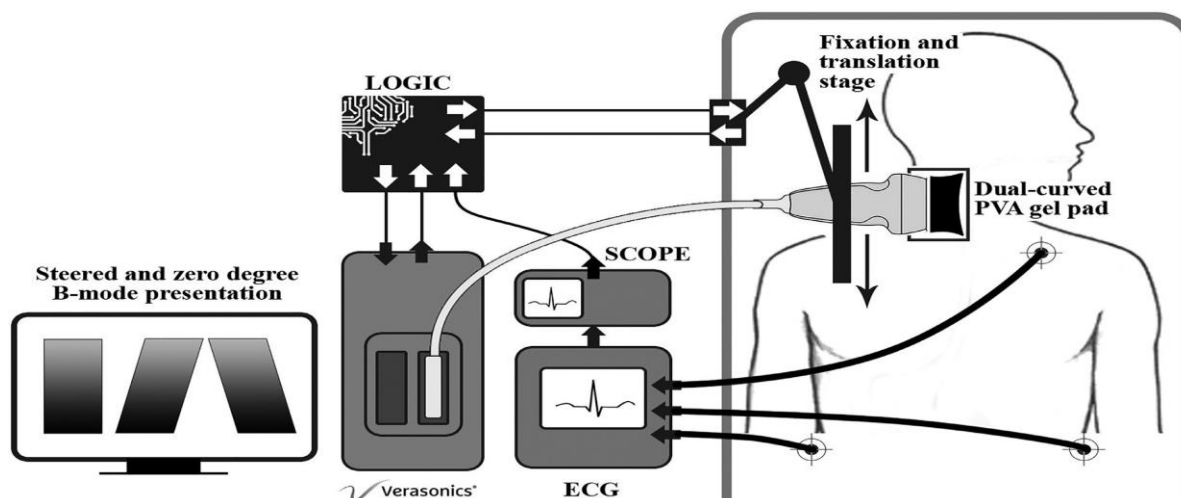 Fixation and
translation
stage
LOGIC
Dual-curved
PVA gel pad
SCOPE
Steered and zero degree
B-mode presentation
Verasonics®
ECG